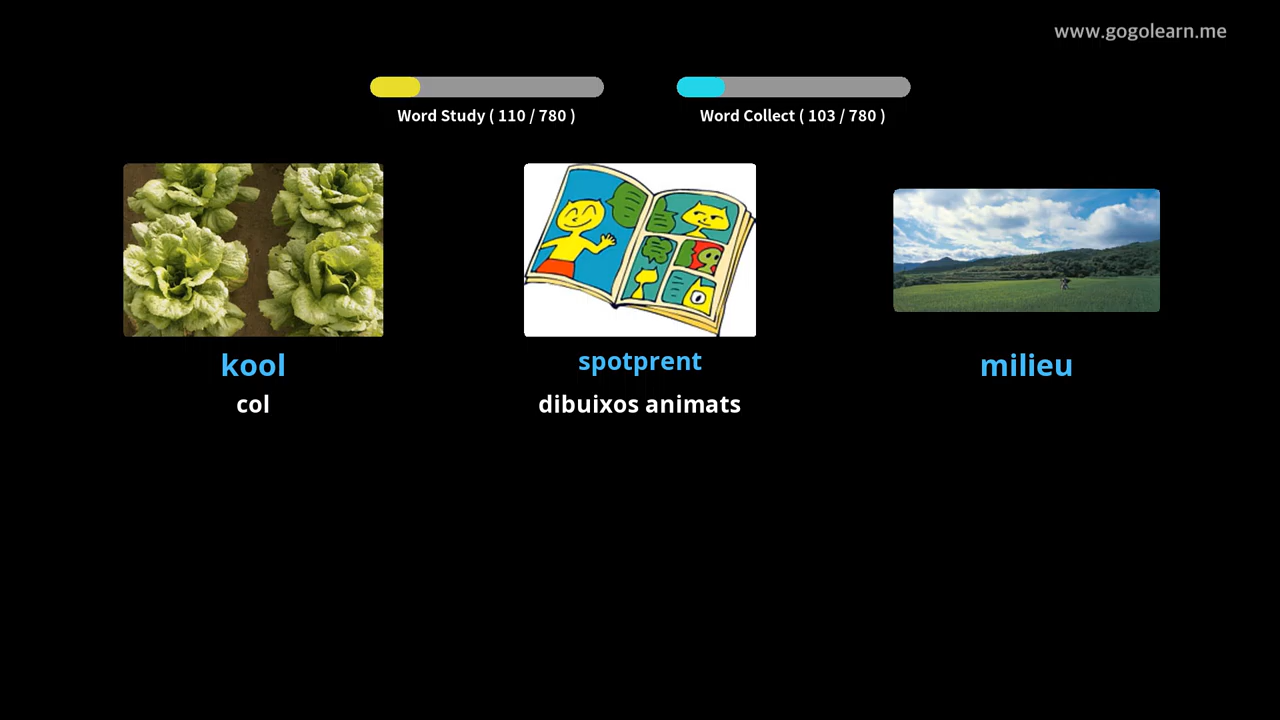 www.gogolearn.me
Word Study ( 110 / 780 )
Word Collect ( 103 / 780 )
kool
spotprent
milieu
col
dibuixos animats